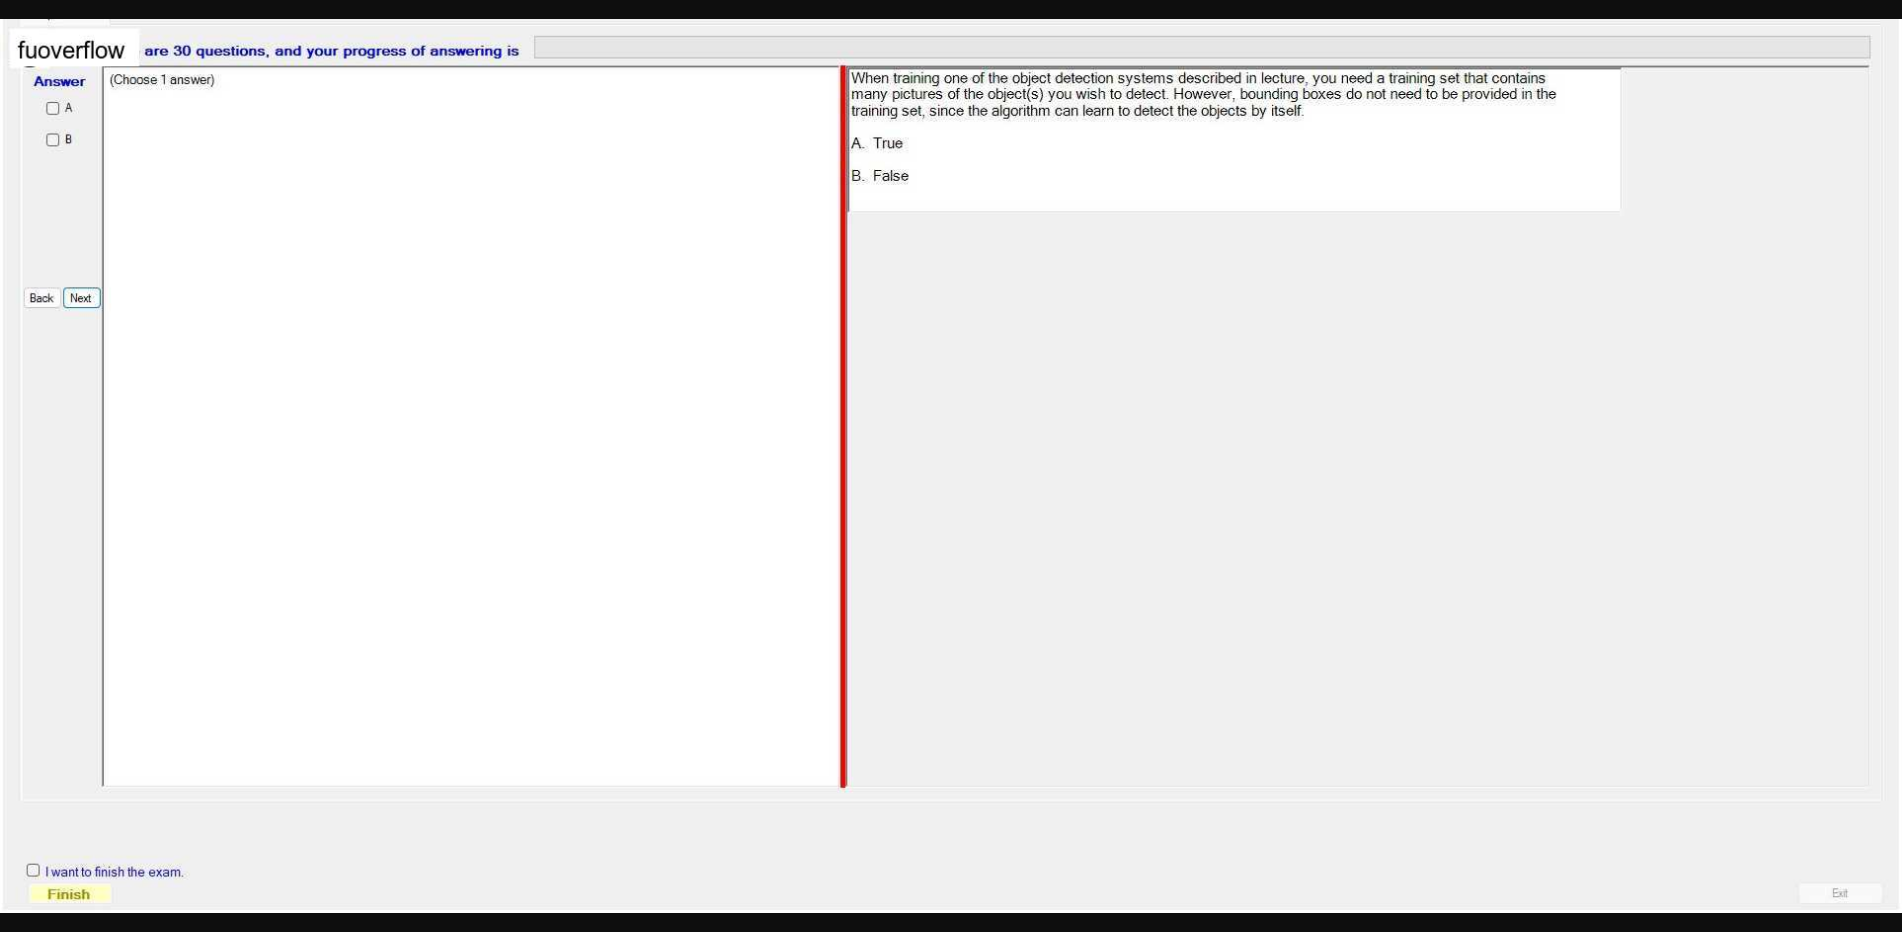 fuoverflow are 30 questions, and your progress of answering is
Answer
A
B
Back Next
(Choose 1 answer)
When training one of the object detection systems described in lecture, you need a training set that contains
many pictures of the object(s) you wish to detect. However, bounding boxes do not need to be provided in the
training set, since the algorithm can learn to detect the objects by itself.
A. True
B. False
I want to finish the exam.
Finish
Exit